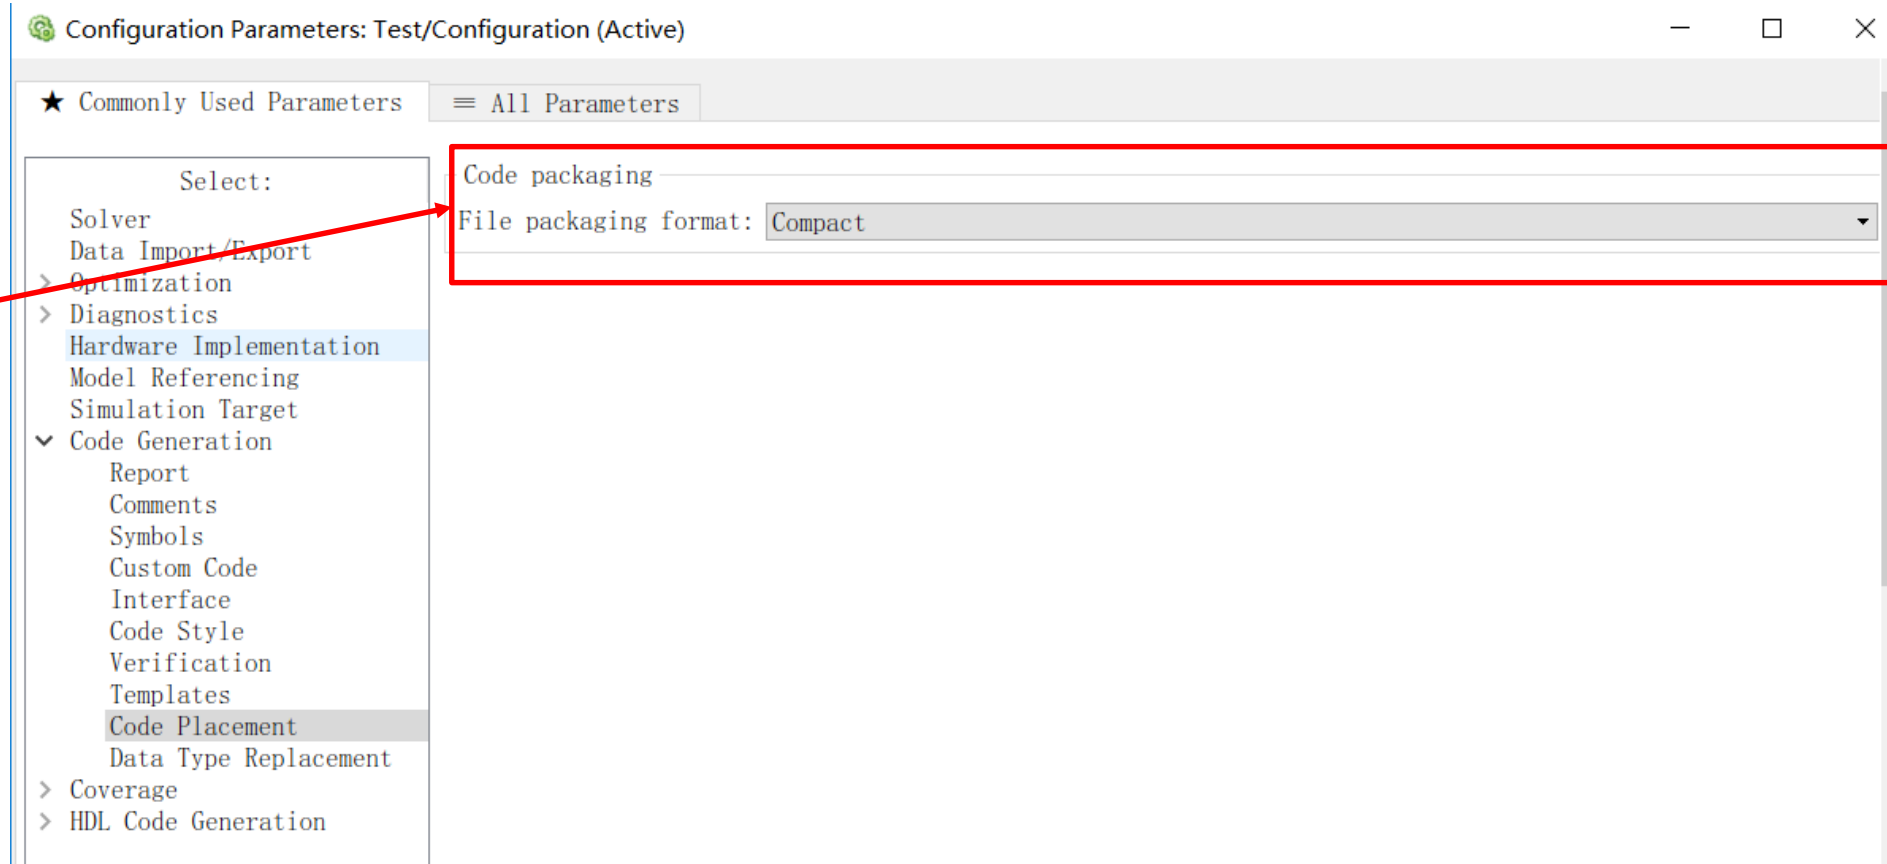 Configuration Parameters: Test/Configuration (Active)
★ Commonly Used Parameters
≡ All Parameters
Select:
Solver
Data Import/Export
Optimization
Diagnostics
Hardware Implementation
Model Referencing
Simulation Target
Code Generation
Report
Comments
Symbols
Custom Code
Interface
Code Style
Verification
Templates
Code Placement
Data Type Replacement
Coverage
HDL Code Generation
Code packaging
File packaging format: Compact